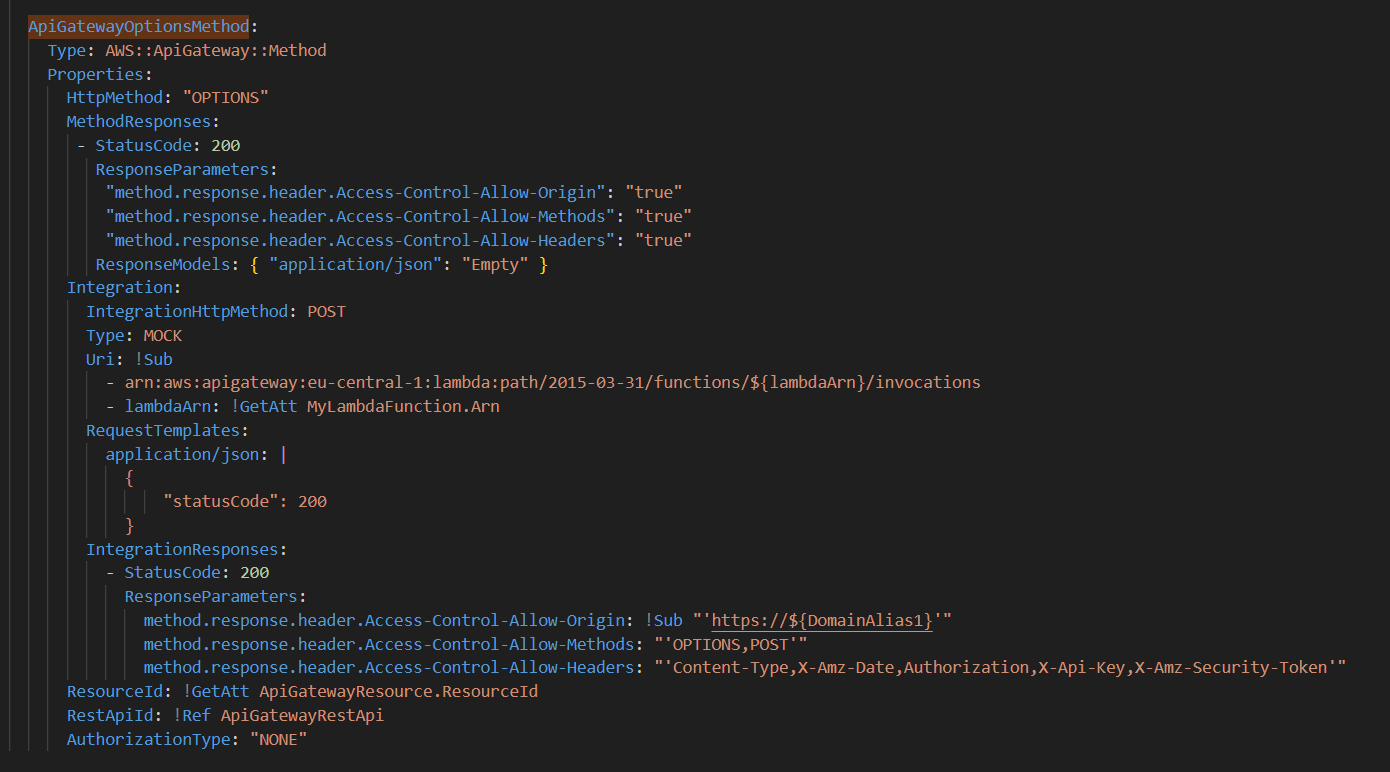 ApiGatewayOptionsMethod:
  Type: AWS::ApiGateway::Method
  Properties:
    HttpMethod: "OPTIONS"
    MethodResponses:
     - StatusCode: 200
       ResponseParameters:
        "method.response.header.Access-Control-Allow-Origin": "true"
        "method.response.header.Access-Control-Allow-Methods": "true"
        "method.response.header.Access-Control-Allow-Headers": "true"
       ResponseModels: { "application/json": "Empty" }
    Integration:
      IntegrationHttpMethod: POST
      Type: MOCK
      Uri: !Sub
        - arn:aws:apigateway:eu-central-1:lambda:path/2015-03-31/functions/${lambdaArn}/invocations
        - lambdaArn: !GetAtt MyLambdaFunction.Arn
      RequestTemplates:
        application/json: |
          {
              "statusCode": 200
          }
      IntegrationResponses:
        - StatusCode: 200
          ResponseParameters:
            method.response.header.Access-Control-Allow-Origin: !Sub "'https://${DomainAlias1}'"
            method.response.header.Access-Control-Allow-Methods: "'OPTIONS,POST'"
            method.response.header.Access-Control-Allow-Headers: "'Content-Type,X-Amz-Date,Authorization,X-Api-Key,X-Amz-Security-Token'"
    ResourceId: !GetAtt ApiGatewayResource.ResourceId
    RestApiId: !Ref ApiGatewayRestApi
    AuthorizationType: "NONE"